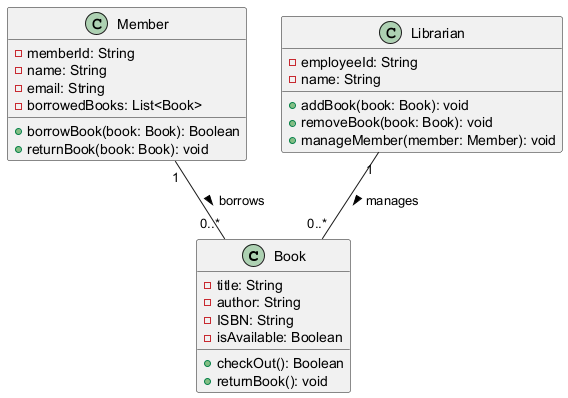 C Member
memberId: String
name: String
email: String
borrowedBooks: List<Book>
borrowBook(book: Book): Boolean
returnBook(book: Book): void
C Librarian
employeeId: String
name: String
addBook(book: Book): void
removeBook(book: Book): void
manageMember(member: Member): void
1
borrows
0..*
1
manages
0..*
C Book
title: String
author: String
ISBN: String
isAvailable: Boolean
checkOut(): Boolean
returnBook(): void